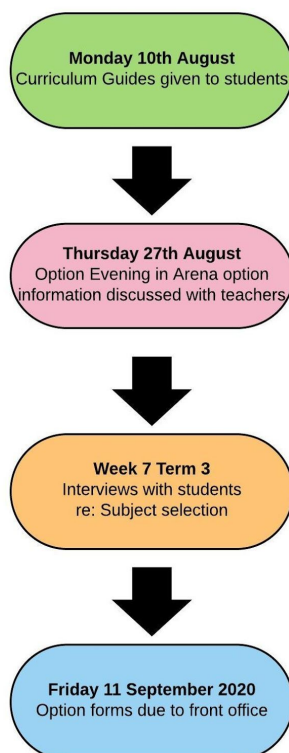 Monday 10th August
Curriculum Guides given to students
Thursday 27th August
Option Evening in Arena option
information discussed with teachers
Week 7 Term 3
Interviews with students
re: Subject selection
Friday 11 September 2020
Option forms due to front office